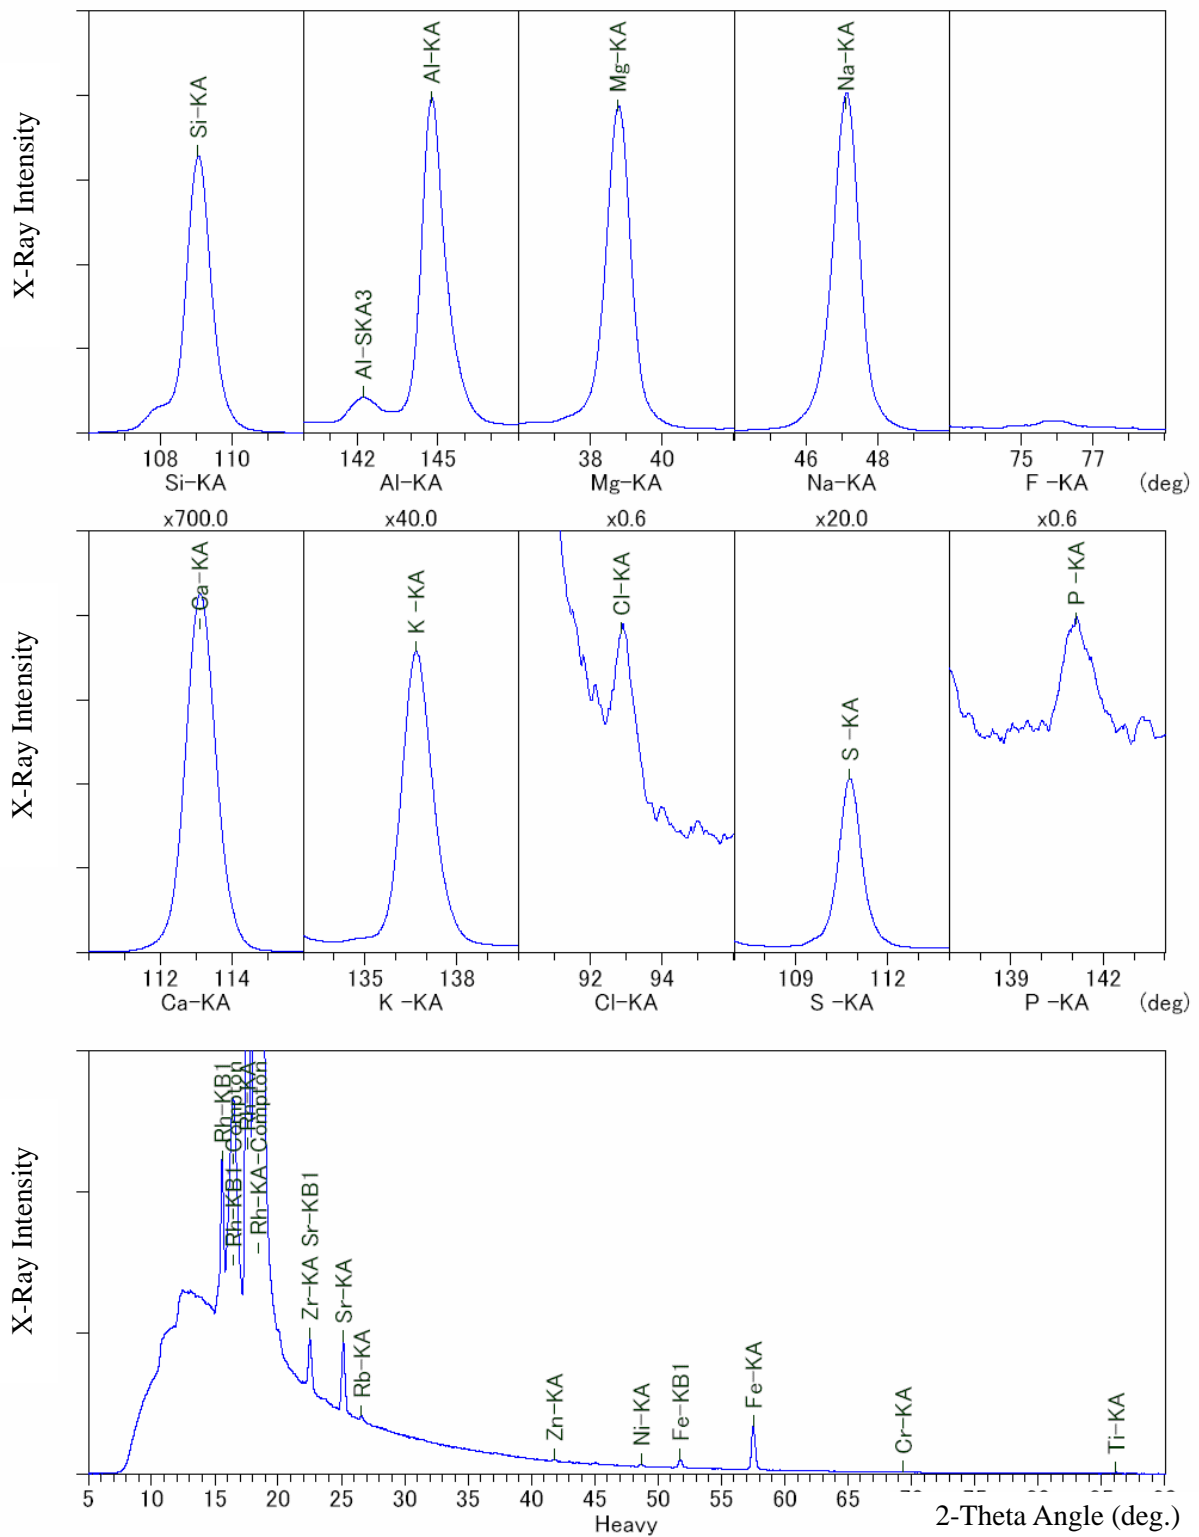 X-Ray Intensity
Si-KA
Al-SKA3
Al-KA
Mg-KA
Na-KA
108 110
142 145
38 40
46 48
75 77
Si-KA
Al-KA
Mg-KA
Na-KA
F -KA
(deg)
x700.0
x40.0
x0.6
x20.0
x0.6
X-Ray Intensity
Ca-KA
K -KA
Cl-KA
S -KA
P -KA
112 114
135 138
92 94
109 112
139 142
Ca-KA
K -KA
Cl-KA
S -KA
P -KA
(deg)
X-Ray Intensity
Rh-KB1
Rh-KB1-Compton
Rh-KA
Rh-KA-Compton
Zr-KA Sr-KB1
Sr-KA
Rb-KA
Zn-KA
Ni-KA
Fe-KB1
Fe-KA
Cr-KA
Ti-KA
5 10 15 20 25 30 35 40 45 50 55 60 65
Heavy
2-Theta Angle (deg.)